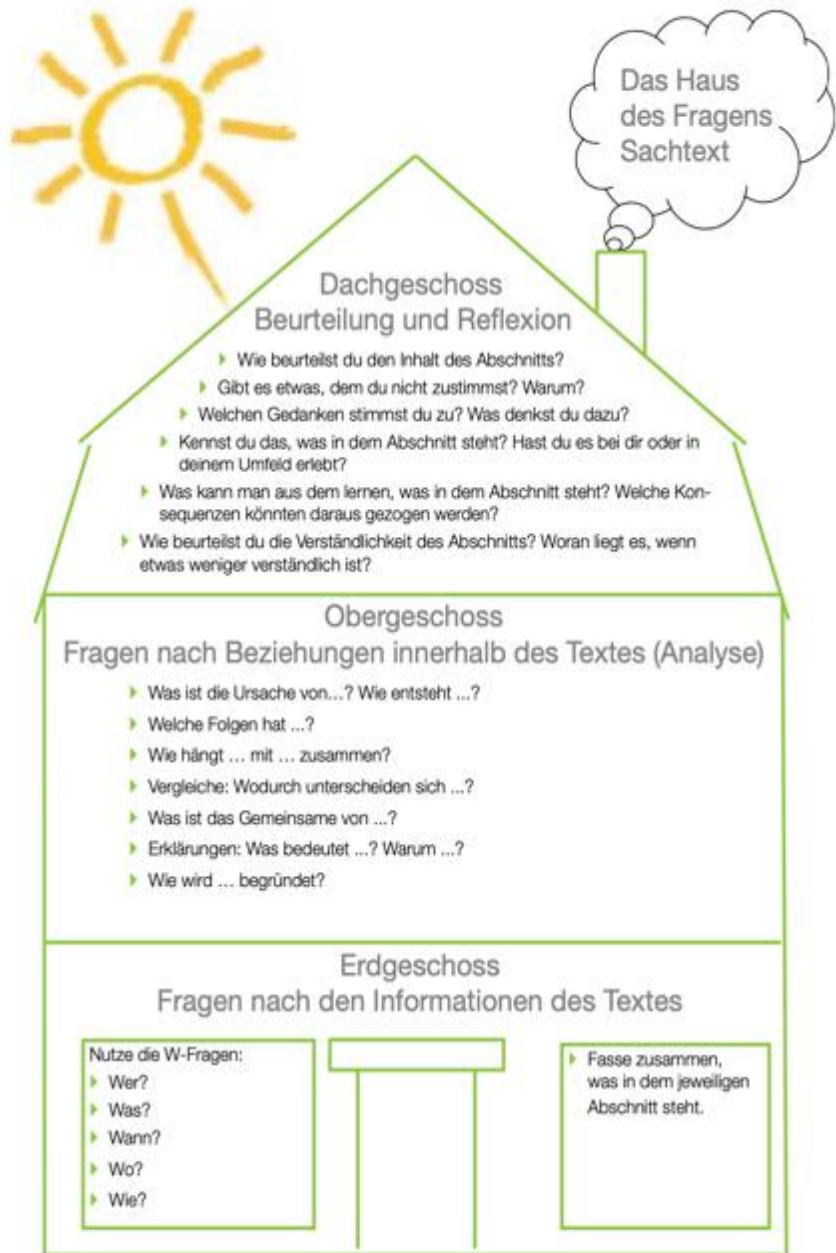 Das Haus
des Fragens
Sachtext
Dachgeschoss
Beurteilung und Reflexion
Wie beurteilst du den Inhalt des Abschnitts?
Gibt es etwas, dem du nicht zustimmst? Warum?
Welchen Gedanken stimmst du zu? Was denkst du dazu?
Kennst du das, was in dem Abschnitt steht? Hast du es bei dir oder in
deinem Umfeld erlebt?
Was kann man aus dem lernen, was in dem Abschnitt steht? Welche Kon-
sequenzen könnten daraus gezogen werden?
Wie beurteilst du die Verständlichkeit des Abschnitts? Woran liegt es, wenn
etwas weniger verständlich ist?
Obergeschoss
Fragen nach Beziehungen innerhalb des Textes (Analyse)
Was ist die Ursache von...? Wie entsteht ...?
Welche Folgen hat ...?
Wie hängt ... mit ... zusammen?
Vergleiche: Wodurch unterscheiden sich ...?
Was ist das Gemeinsame von ...?
Erklärungen: Was bedeutet ...? Warum ...?
Wie wird ... begründet?
Erdgeschoss
Fragen nach den Informationen des Textes
Nutze die W-Fragen:
Wer?
Was?
Wann?
Wo?
Wie?
Fasse zusammen,
was in dem jeweiligen
Abschnitt steht.